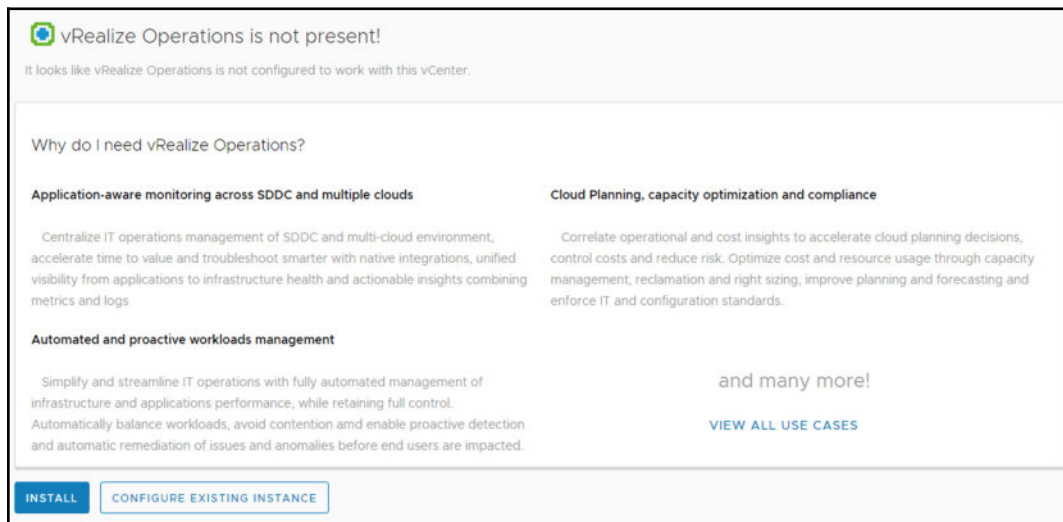 vRealize Operations is not present!
It looks like vRealize Operations is not configured to work with this vCenter.
Why do I need vRealize Operations?
Application-aware monitoring across SDDC and multiple clouds
Centralize IT operations management of SDDC and multi-cloud environment,
accelerate time to value and troubleshoot smarter with native integrations, unified
visibility from applications to infrastructure health and actionable insights combining
metrics and logs
Cloud Planning, capacity optimization and compliance
Correlate operational and cost insights to accelerate cloud planning decisions,
control costs and reduce risk. Optimize cost and resource usage through capacity
management, reclamation and right sizing, improve planning and forecasting and
enforce IT and configuration standards.
Automated and proactive workloads management
Simplify and streamline IT operations with fully automated management of
infrastructure and applications performance, while retaining full control.
Automatically balance workloads, avoid contention amd enable proactive detection
and automatic remediation of issues and anomalies before end users are impacted.
and many more!
VIEW ALL USE CASES
INSTALL
CONFIGURE EXISTING INSTANCE